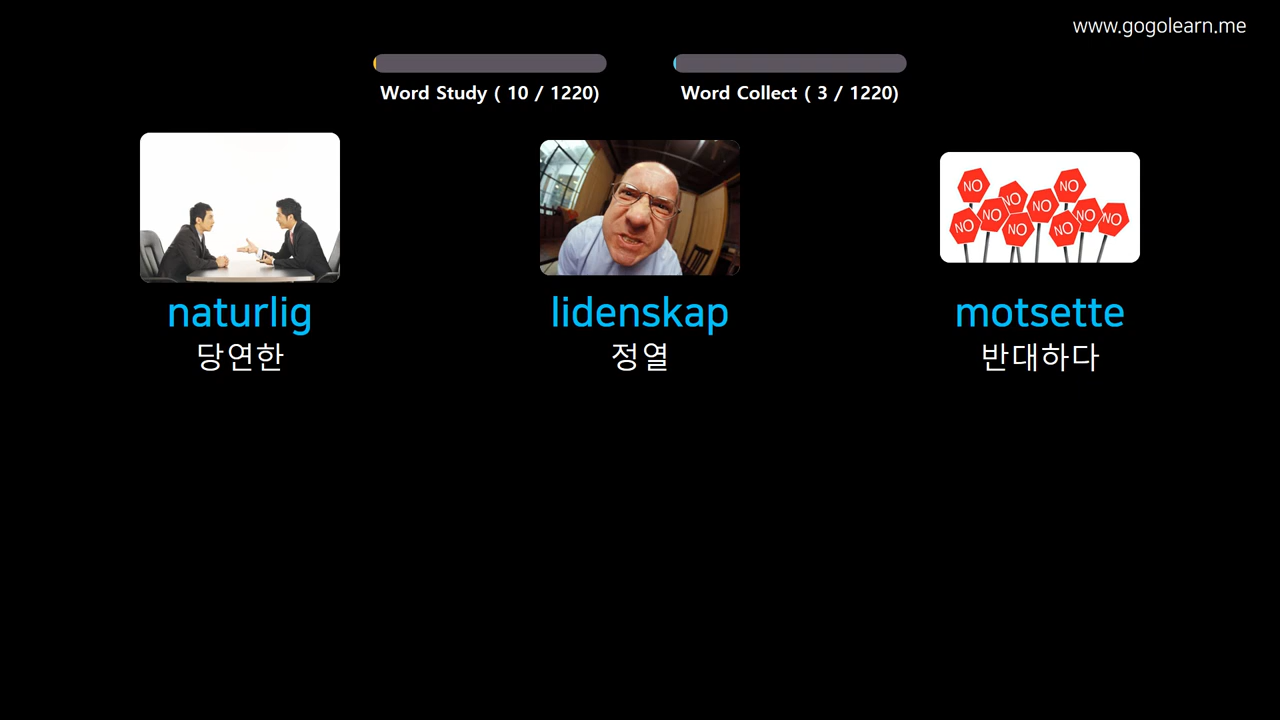 www.gogolearn.me
Word Study ( 10 / 1220)
Word Collect ( 3 / 1220)
NO NO NO NO NO NO NO NO NO NO
naturlig
lidenskap
motsette
당연한
정열
반대하다